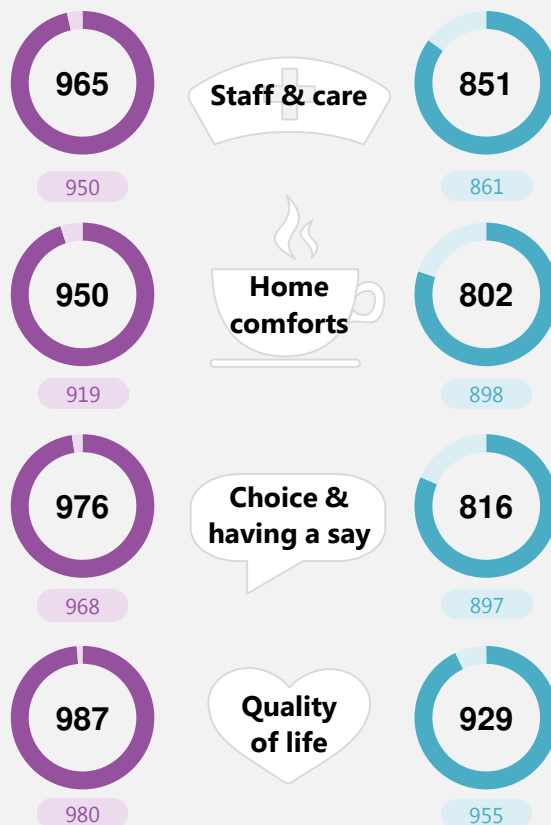 965
Staff & care
851
950
861
950
Home
comforts
802
919
898
976
Choice &
having a say
816
968
897
987
Quality
of life
929
980
955